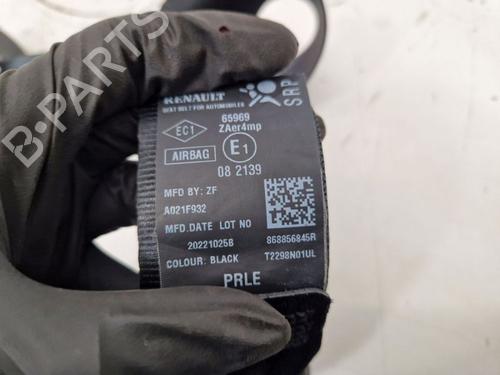 RENAULT
SEAT BELT FOR AUTOMOBILES
SRP
65969
ZAer4mp
EC1
AIRBAG
E1
08 2139
MFD BY: ZF
A021F932
MFD.DATE LOT NO
20221025B
868856845R
COLOUR: BLACK
T2298N01UL
PRLE